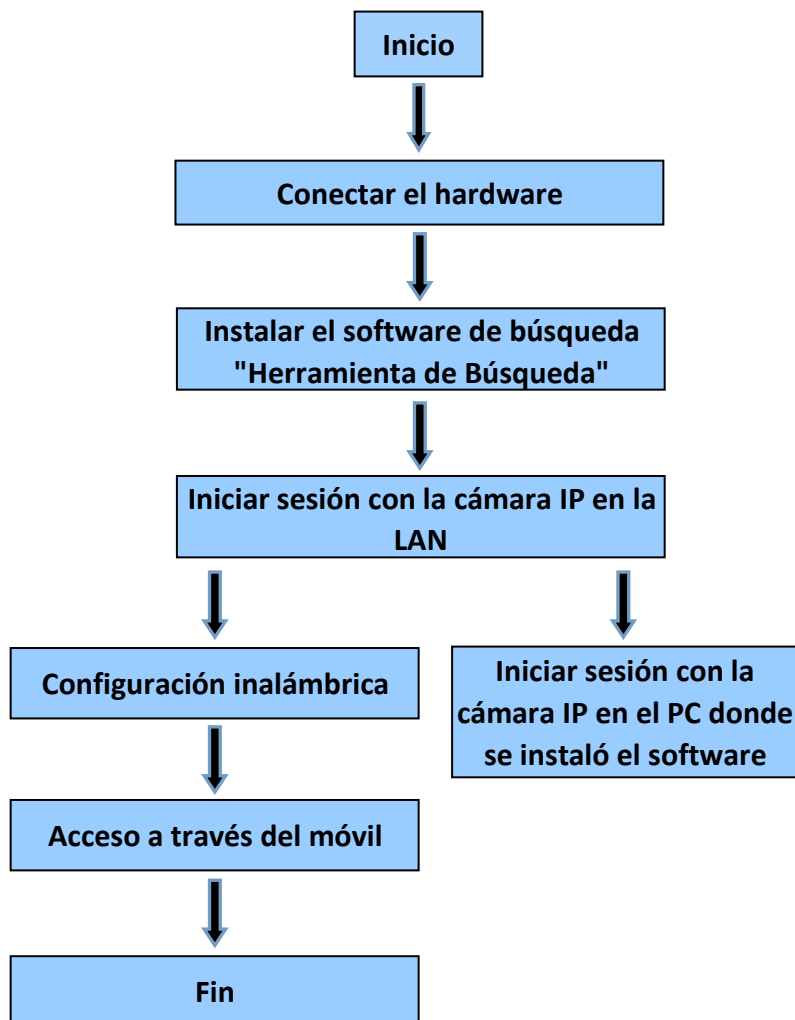 Inicio
Conectar el hardware
Instalar el software de búsqueda
"Herramienta de Búsqueda"
Iniciar sesión con la cámara IP en la
LAN
Configuración inalámbrica
Iniciar sesión con la
cámara IP en el PC donde
se instaló el software
Acceso a través del móvil
Fin